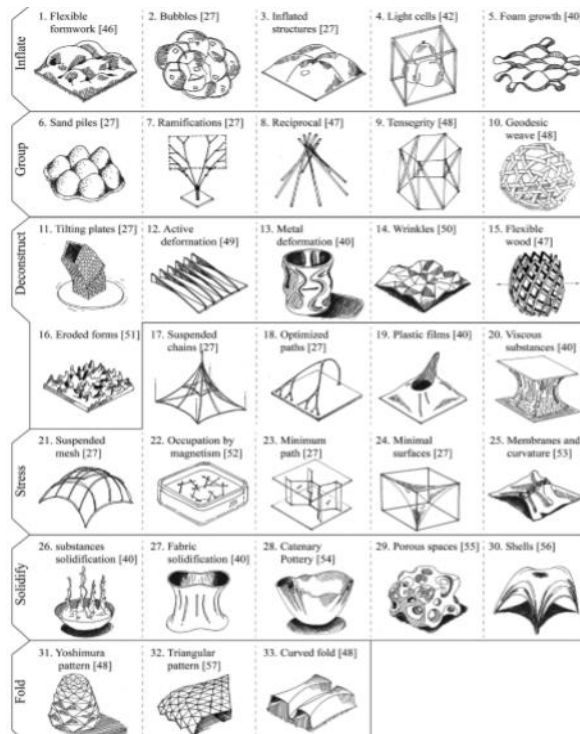 Inflate
1. Flexible
formwork [46]
2. Bubbles [27]
3. Inflated
structures [27]
4. Light cells [42]
5. Foam growth [40]
Group
6. Sand piles [27]
7. Ramifications [27]
8. Reciprocal [47]
9. Tensegrity [48]
10. Geodesic
weave [48]
Deconstruct
11. Tilting plates [27]
12. Active
deformation [49]
13. Metal
deformation [40]
14. Wrinkles [50]
15. Flexible
wood [47]
16. Eroded forms [51]
17. Suspended
chains [27]
18. Optimized
paths [27]
19. Plastic films [40]
20. Viscous
substances [40]
Stress
21. Suspended
mesh [27]
22. Occupation by
magnetism [52]
23. Minimum
path [27]
24. Minimal
surfaces [27]
25. Membranes and
curvature [53]
Solidify
26. substances
solidification [40]
27. Fabric
solidification [40]
28. Catenary
Pottery [54]
29. Porous spaces [55]
30. Shells [56]
Fold
31. Yoshimura
pattern [48]
32. Triangular
pattern [57]
33. Curved fold [48]